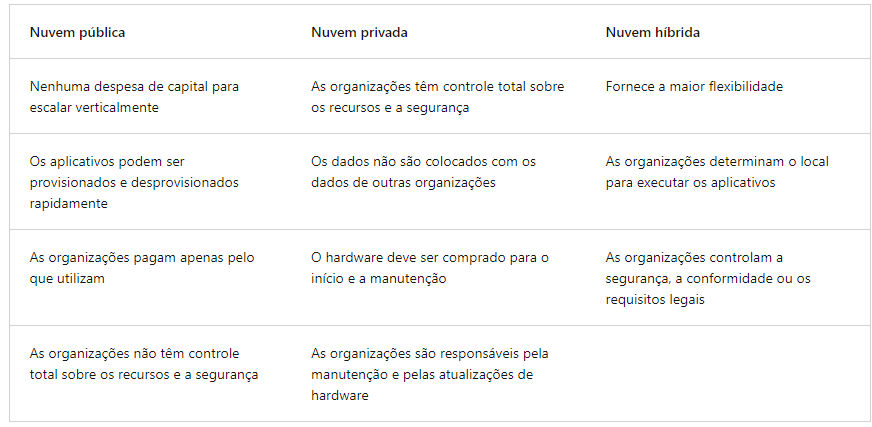 Nuvem pública
Nuvem privada
Nuvem híbrida
Nenhuma despesa de capital para
escalar verticalmente
As organizações têm controle total sobre
os recursos e a segurança
Fornece a maior flexibilidade
Os aplicativos podem ser
provisionados e desprovisionados
rapidamente
Os dados não são colocados com os
dados de outras organizações
As organizações determinam o local
para executar os aplicativos
As organizações pagam apenas pelo
que utilizam
O hardware deve ser comprado para o
início e a manutenção
As organizações controlam a
segurança, a conformidade ou os
requisitos legais
As organizações não têm controle
total sobre os recursos e a segurança
As organizações são responsáveis pela
manutenção e pelas atualizações de
hardware